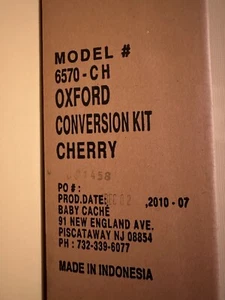 MODEL #
6570-CH
OXFORD
CONVERSION KIT
CHERRY
PO # :
PROD.DATE: ,2010-07
BABY CACHÉ
91 NEW ENGLAND AVE.
PISCATAWAY NJ 08854
PH : 732-339-6077
MADE IN INDONESIA